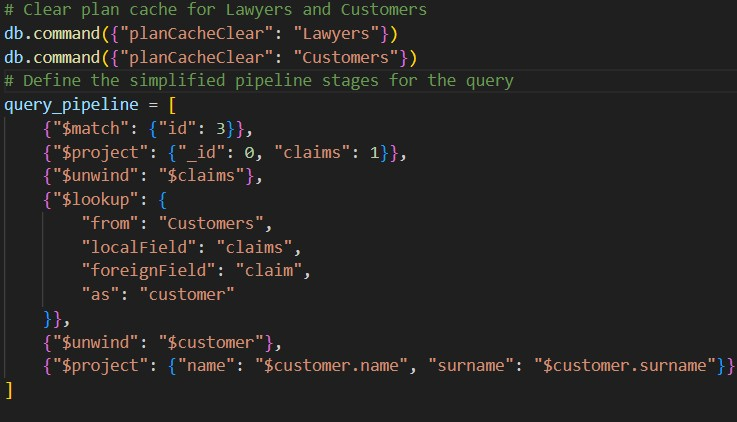 # Clear plan cache for Lawyers and Customers
db.command({"planCacheClear": "Lawyers"})
db.command({"planCacheClear": "Customers"})
# Define the simplified pipeline stages for the query
query_pipeline = [
    {"$match": {"id": 3}},
    {"$project": {"_id": 0, "claims": 1}},
    {"$unwind": "$claims"},
    {"$lookup": {
        "from": "Customers",
        "localField": "claims",
        "foreignField": "claim",
        "as": "customer"
    }},
    {"$unwind": "$customer"},
    {"$project": {"name": "$customer.name", "surname": "$customer.surname"}}
]